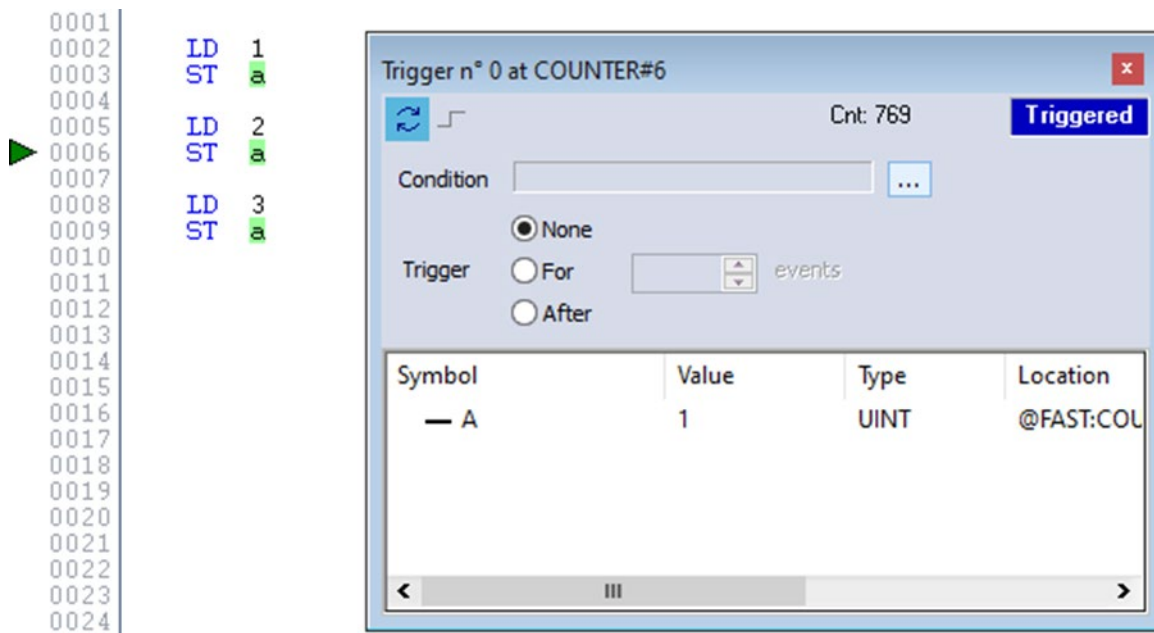 0001
0002 LD 1
0003 ST a
0004
0005 LD 2
0006 ST a
0007
0008 LD 3
0009 ST a
0010
0011
0012
0013
0014
0015
0016
0017
0018
0019
0020
0021
0022
0023
0024
Trigger n° 0 at COUNTER#6 x
Cnt: 769 Triggered
Condition ...
None
Trigger For events
After
Symbol Value Type Location
A 1 UINT @FAST:COU